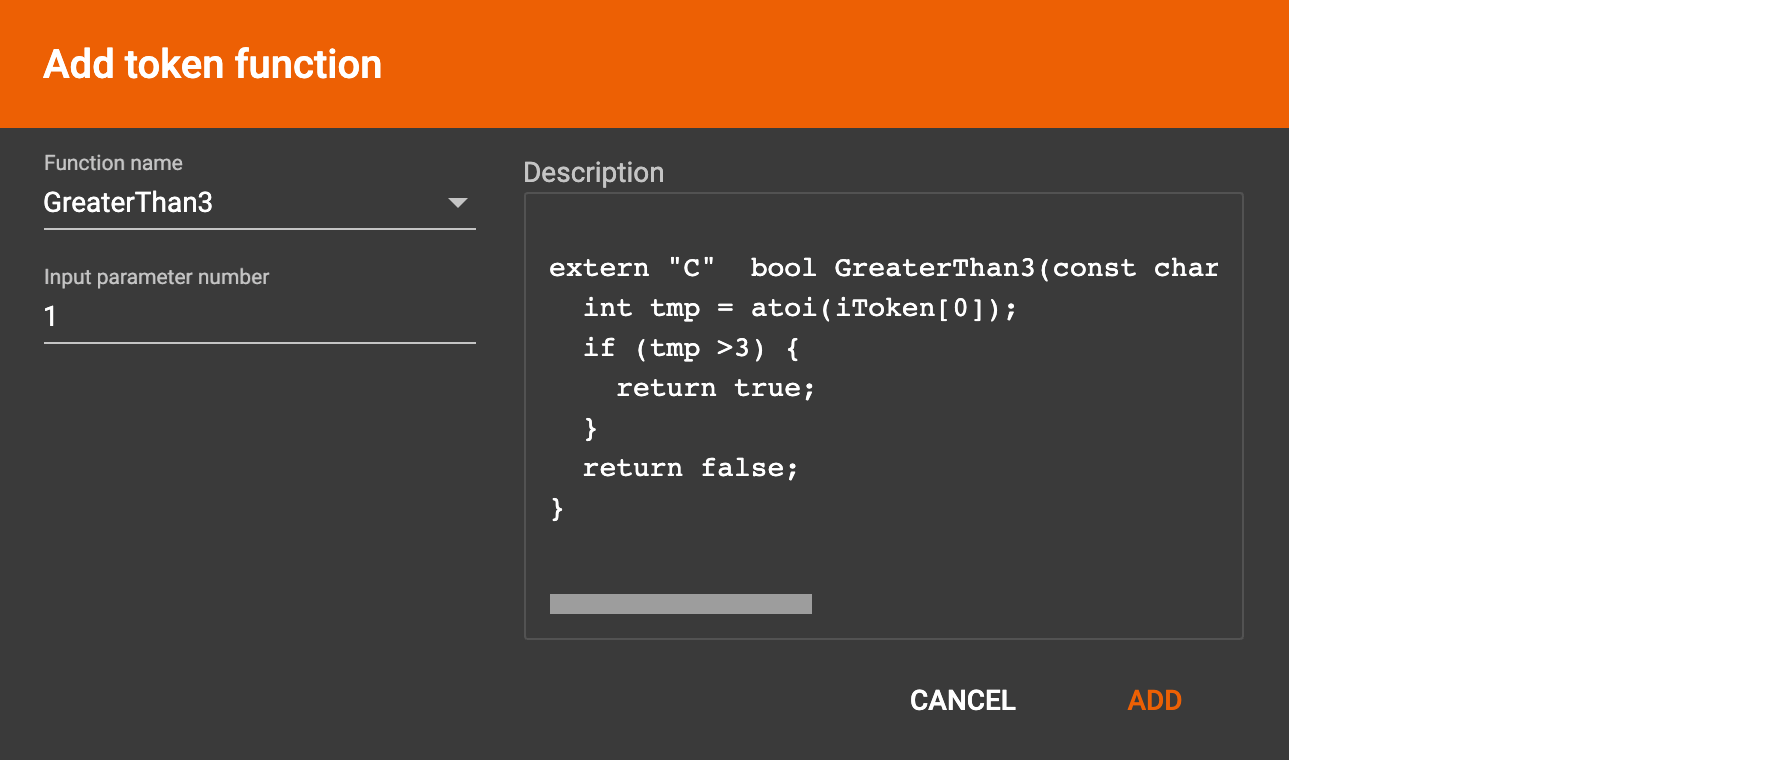 Add token function
Function name
GreaterThan3
Input parameter number
1
Description
extern "C"  bool GreaterThan3(const char
  int tmp = atoi(iToken[0]);
  if (tmp >3) {
    return true;
  }
  return false;
}
CANCEL
ADD